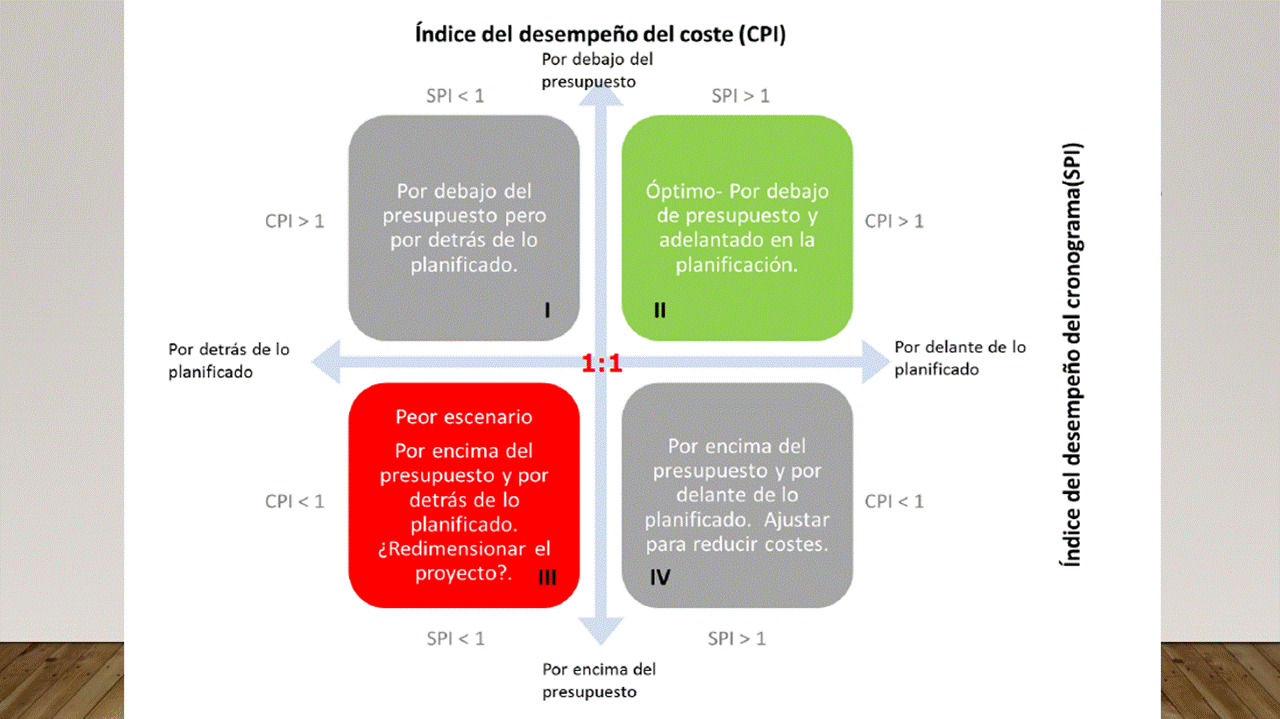 Índice del desempeño del coste (CPI)
Por debajo del
presupuesto
SPI < 1
SPI > 1
CPI > 1
Por debajo del
presupuesto pero
por detrás de lo
planificado.
I
Óptimo- Por debajo
de presupuesto y
adelantado en la
planificación.
II
CPI > 1
Por detrás de lo
planificado
1:1
Por delante de lo
planificado
CPI < 1
Peor escenario
Por encima del
presupuesto y por
detrás de lo
planificado.
¿Redimensionar el
proyecto?.
III
Por encima del
presupuesto y por
delante de lo
planificado. Ajustar
para reducir costes.
IV
CPI < 1
SPI < 1
SPI > 1
Por encima del
presupuesto
Índice del desempeño del cronograma(SPI)